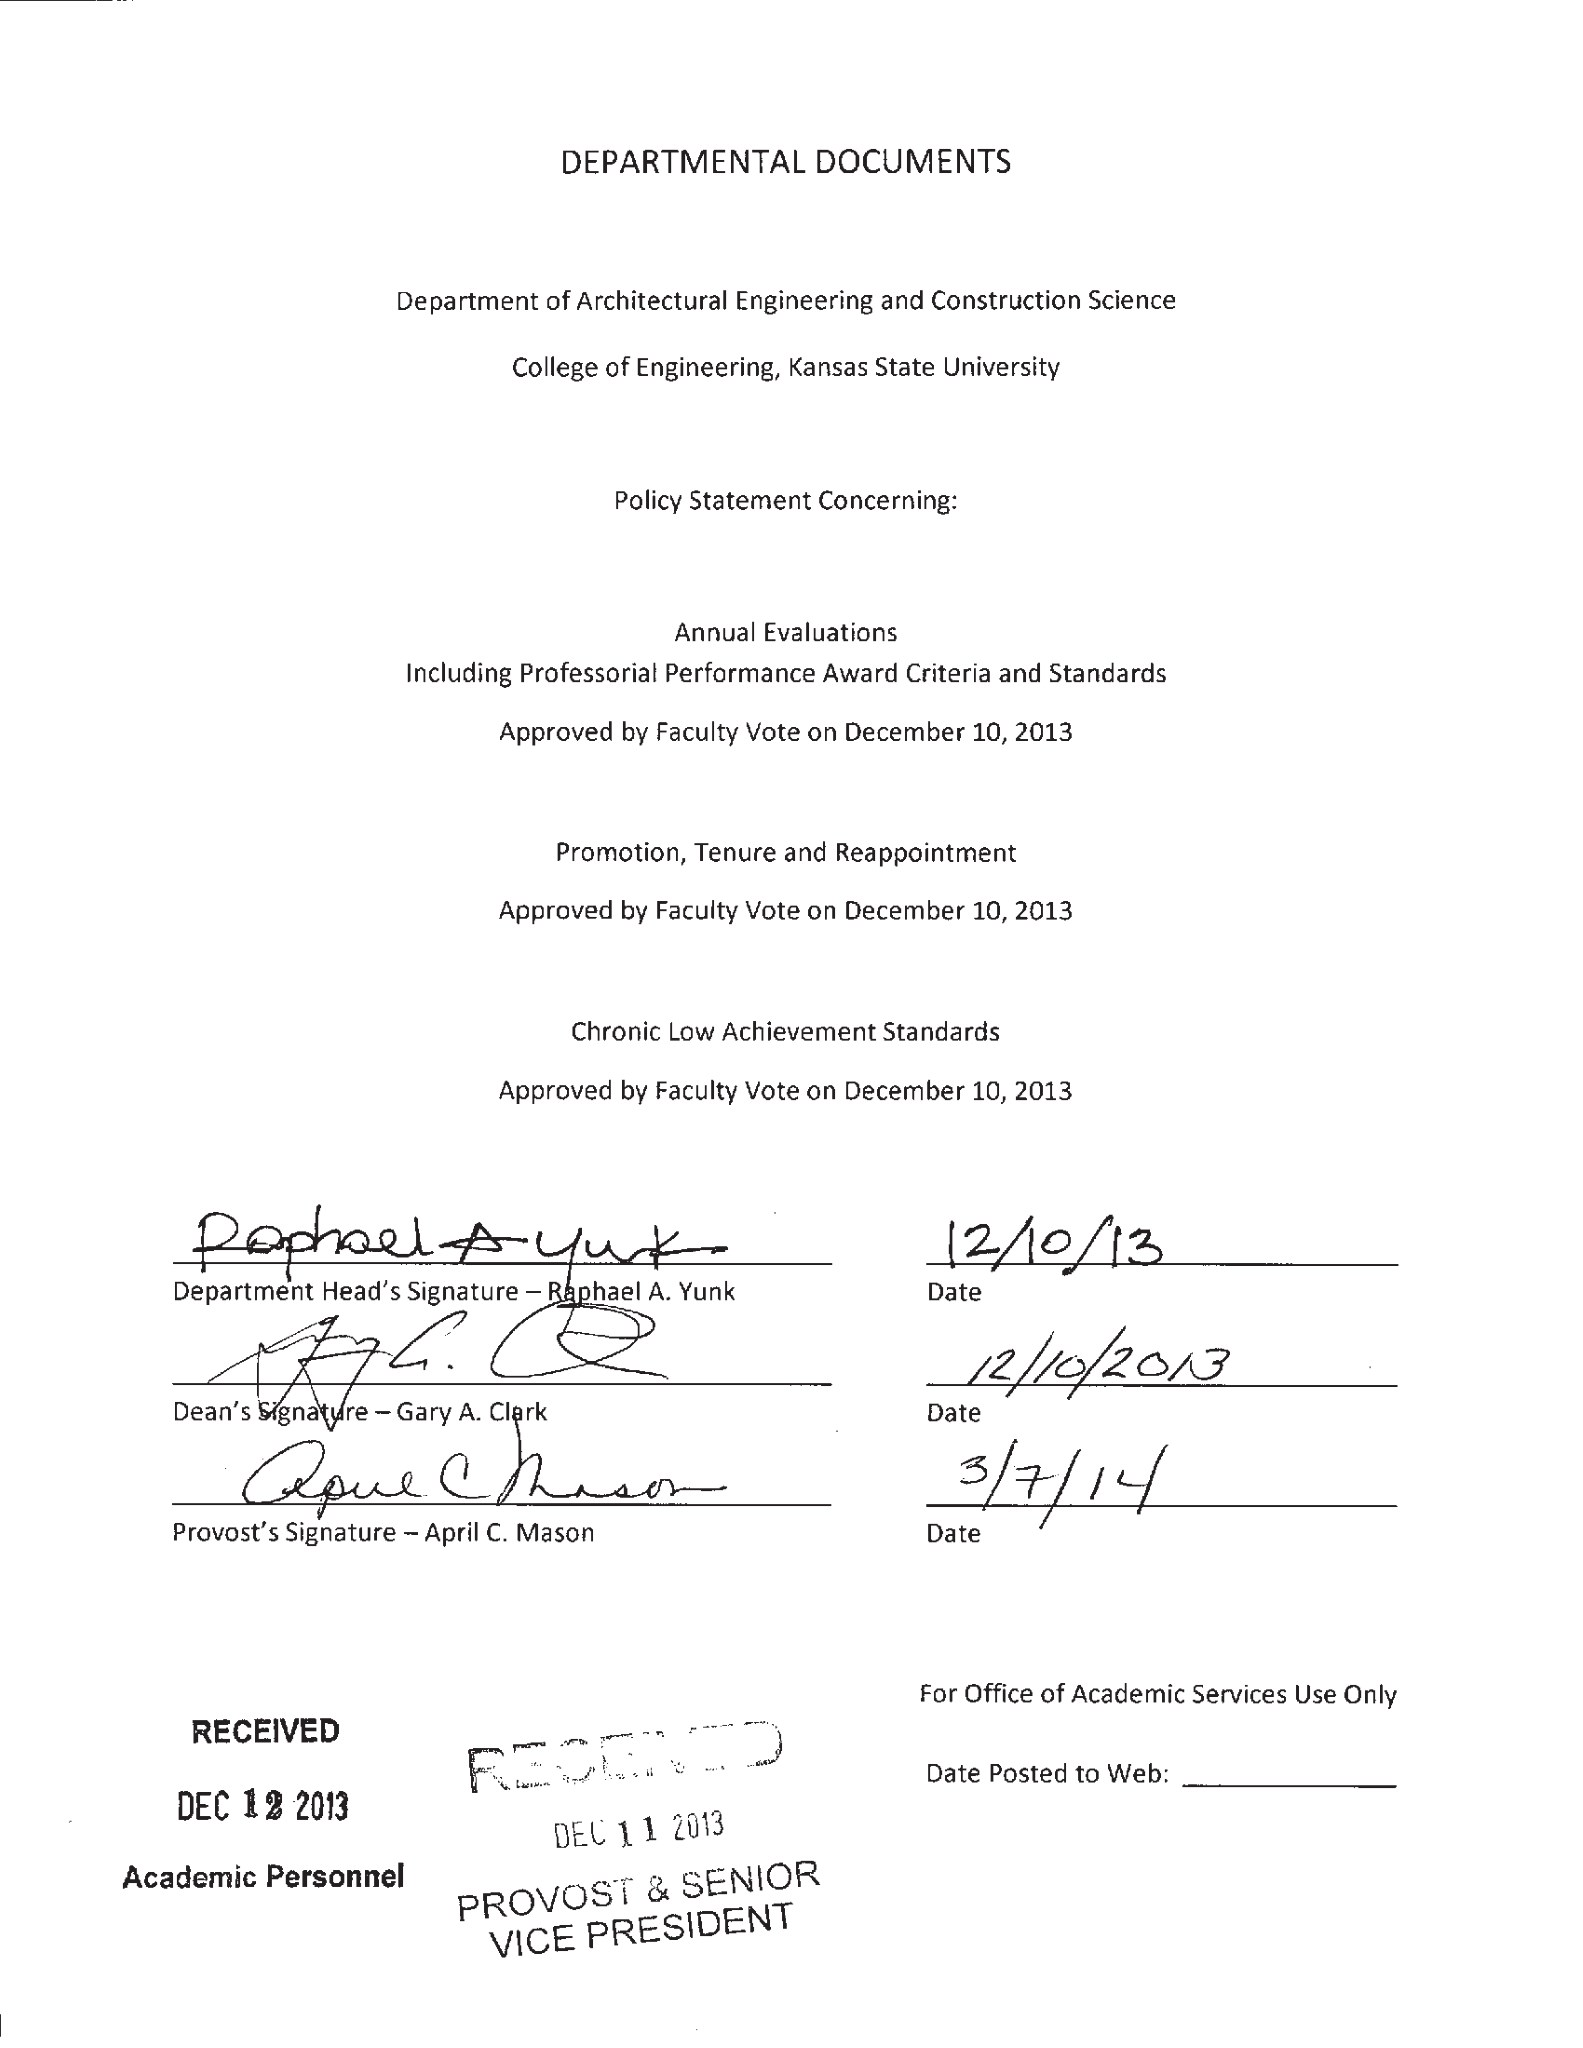 DEPARTMENTAL DOCUMENTS
Department of Architectural Engineering and Construction Science
College of Engineering, Kansas State University
Policy Statement Concerning:
Annual Evaluations
Including Professorial Performance Award Criteria and Standards
Approved by Faculty Vote on December 10, 2013
Promotion, Tenure and Reappointment
Approved by Faculty Vote on December 10, 2013
Chronic Low Achievement Standards
Approved by Faculty Vote on December 10, 2013
Raphael A Yunk 12/10/13
Department Head's Signature – Raphael A. Yunk Date
12/10/2013
Dean's Signature – Gary A. Clark Date
April C Mason 3/7/14
Provost's Signature – April C. Mason Date
For Office of Academic Services Use Only
Date Posted to Web:
RECEIVED
DEC 12 2013
Academic Personnel
RECEIVED
DEC 11 2013
PROVOST & SENIOR
VICE PRESIDENT